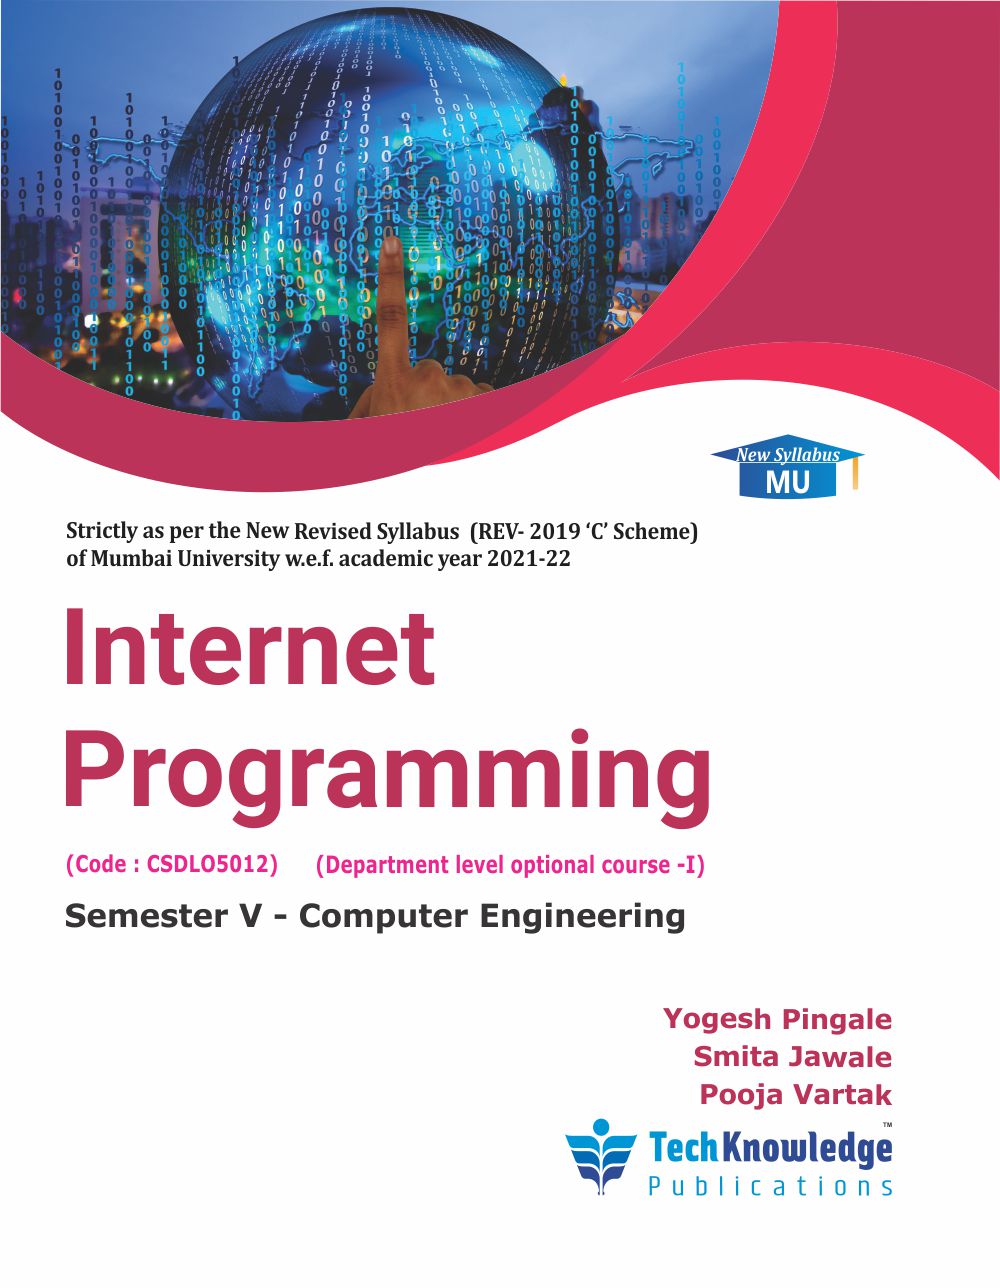 New Syllabus
MU
Strictly as per the New Revised Syllabus (REV- 2019 ‘C’ Scheme)
of Mumbai University w.e.f. academic year 2021-22
Internet
Programming
(Code : CSDLO5012) (Department level optional course -I)
Semester V - Computer Engineering
Yogesh Pingale
Smita Jawale
Pooja Vartak
TechKnowledge™
Publications